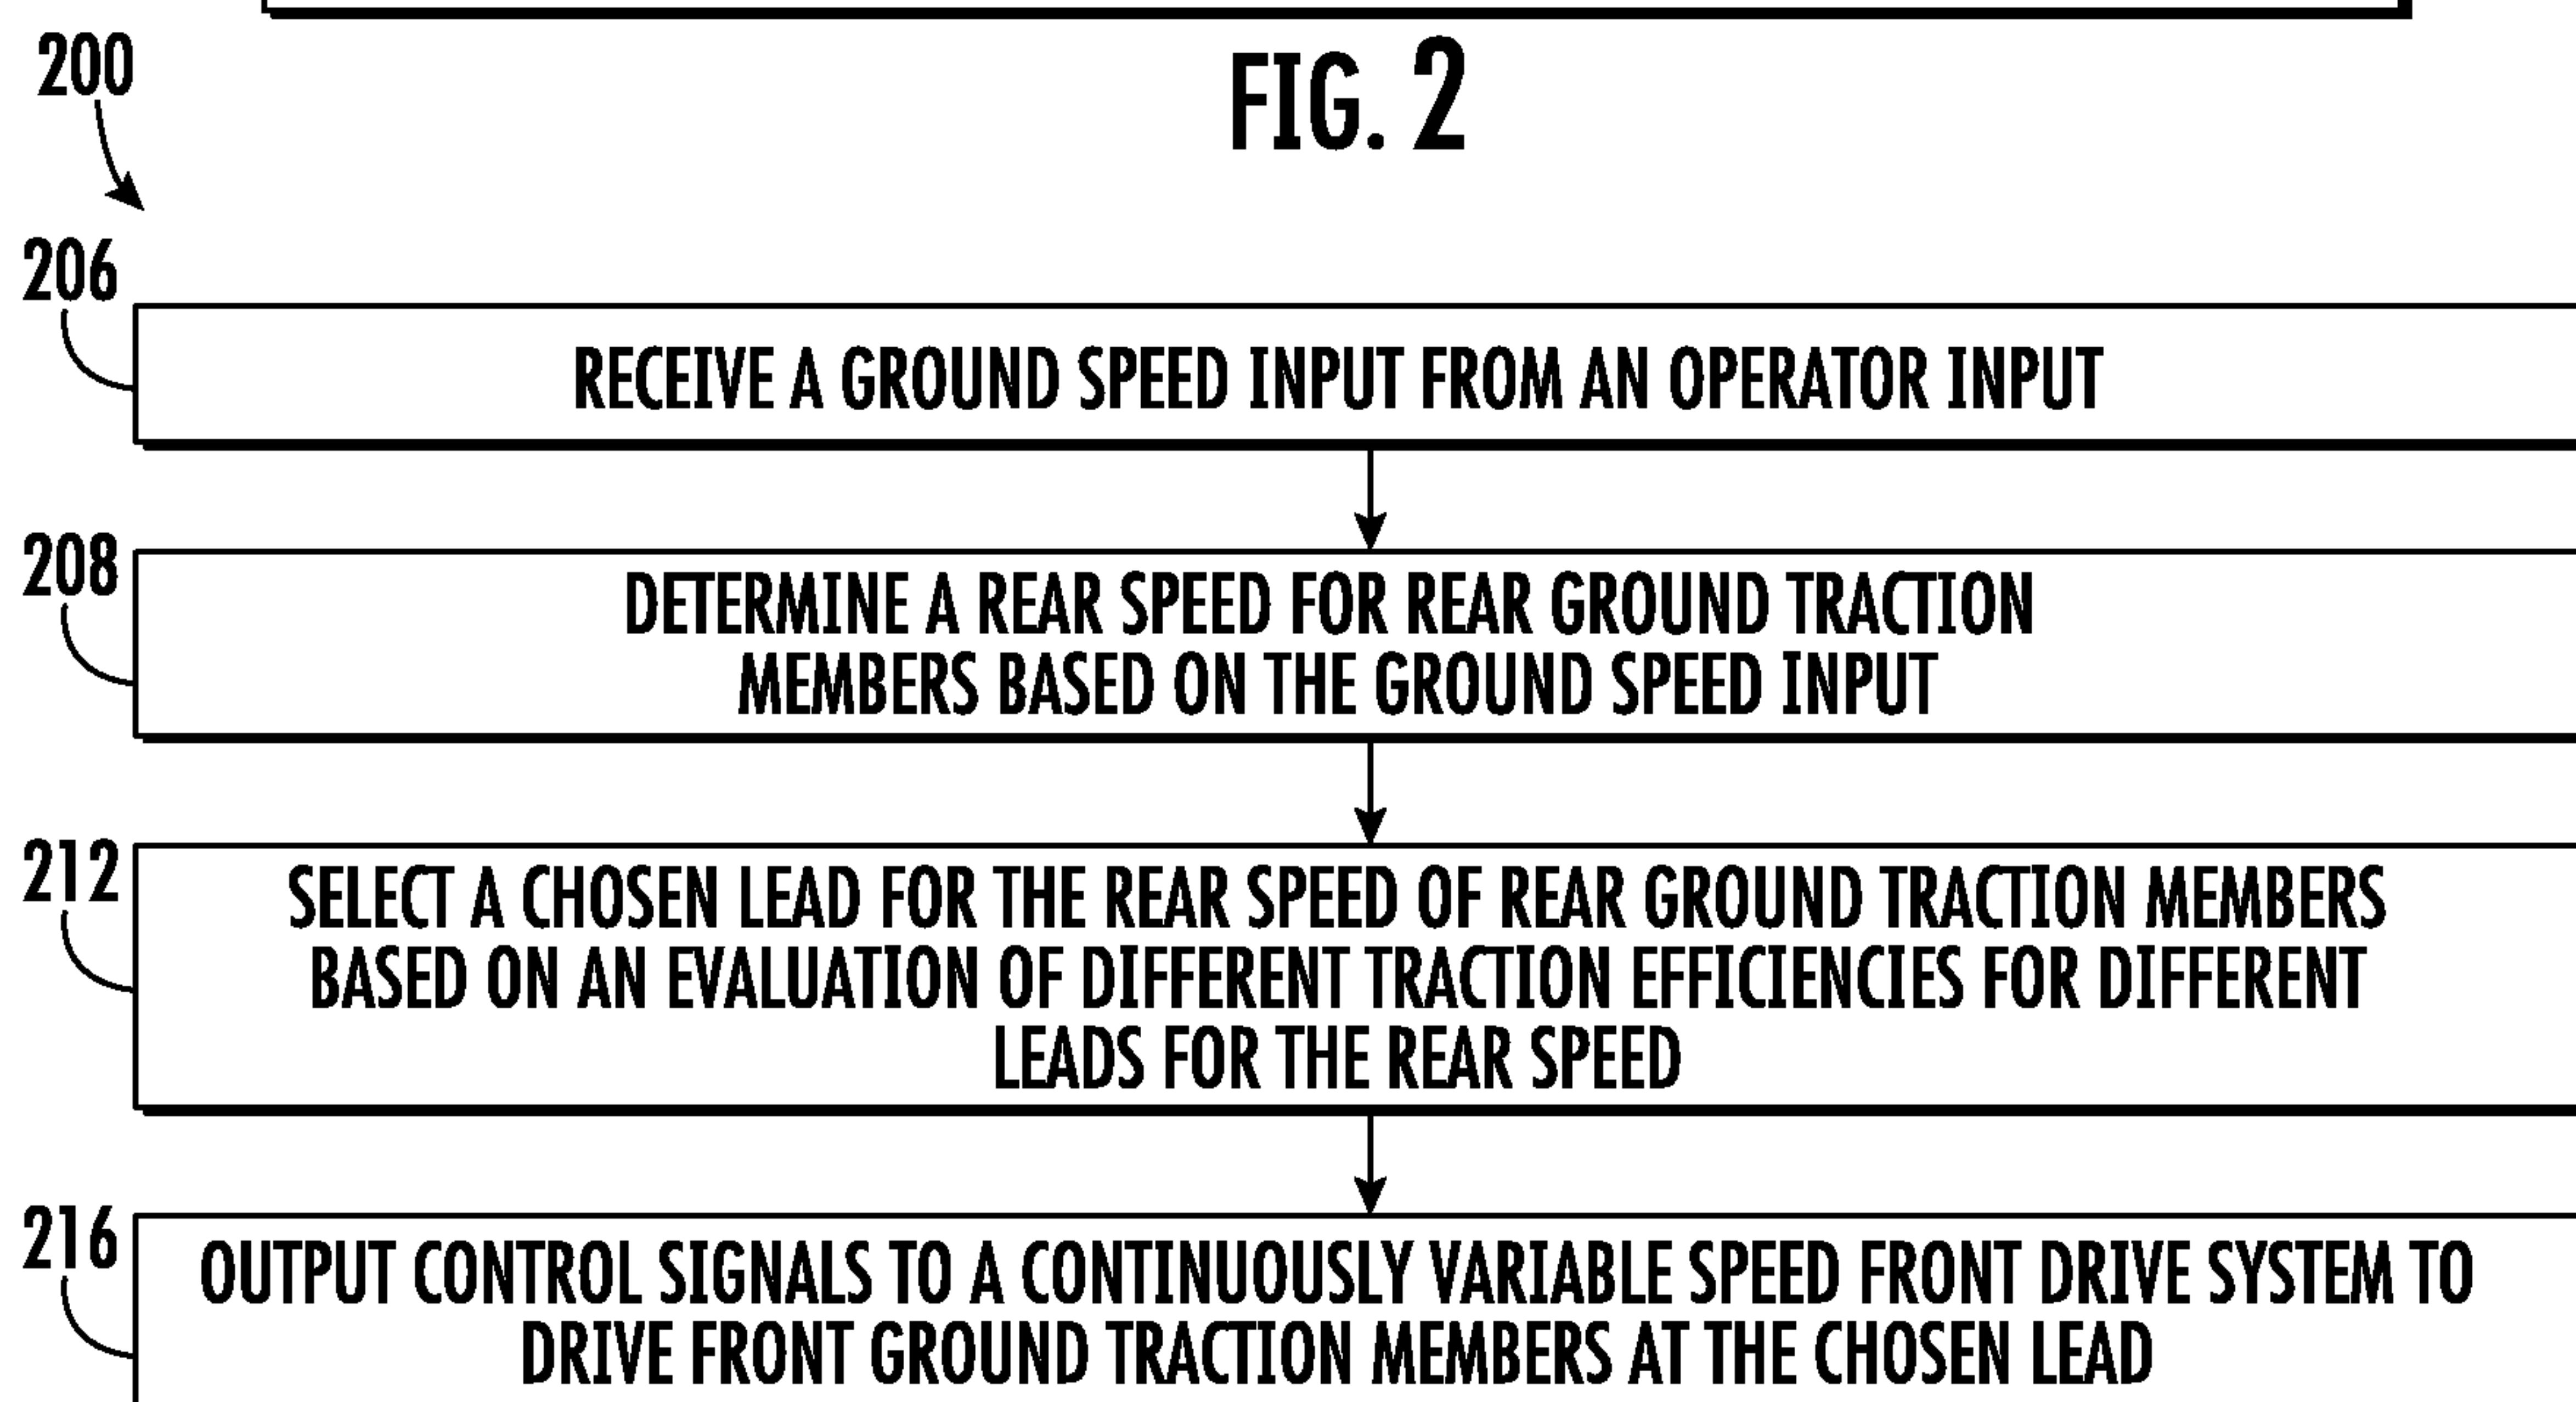 200
FIG. 2
206
RECEIVE A GROUND SPEED INPUT FROM AN OPERATOR INPUT
208
DETERMINE A REAR SPEED FOR REAR GROUND TRACTION
MEMBERS BASED ON THE GROUND SPEED INPUT
212
SELECT A CHOSEN LEAD FOR THE REAR SPEED OF REAR GROUND TRACTION MEMBERS
BASED ON AN EVALUATION OF DIFFERENT TRACTION EFFICIENCIES FOR DIFFERENT
LEADS FOR THE REAR SPEED
216
OUTPUT CONTROL SIGNALS TO A CONTINUOUSLY VARIABLE SPEED FRONT DRIVE SYSTEM TO
DRIVE FRONT GROUND TRACTION MEMBERS AT THE CHOSEN LEAD